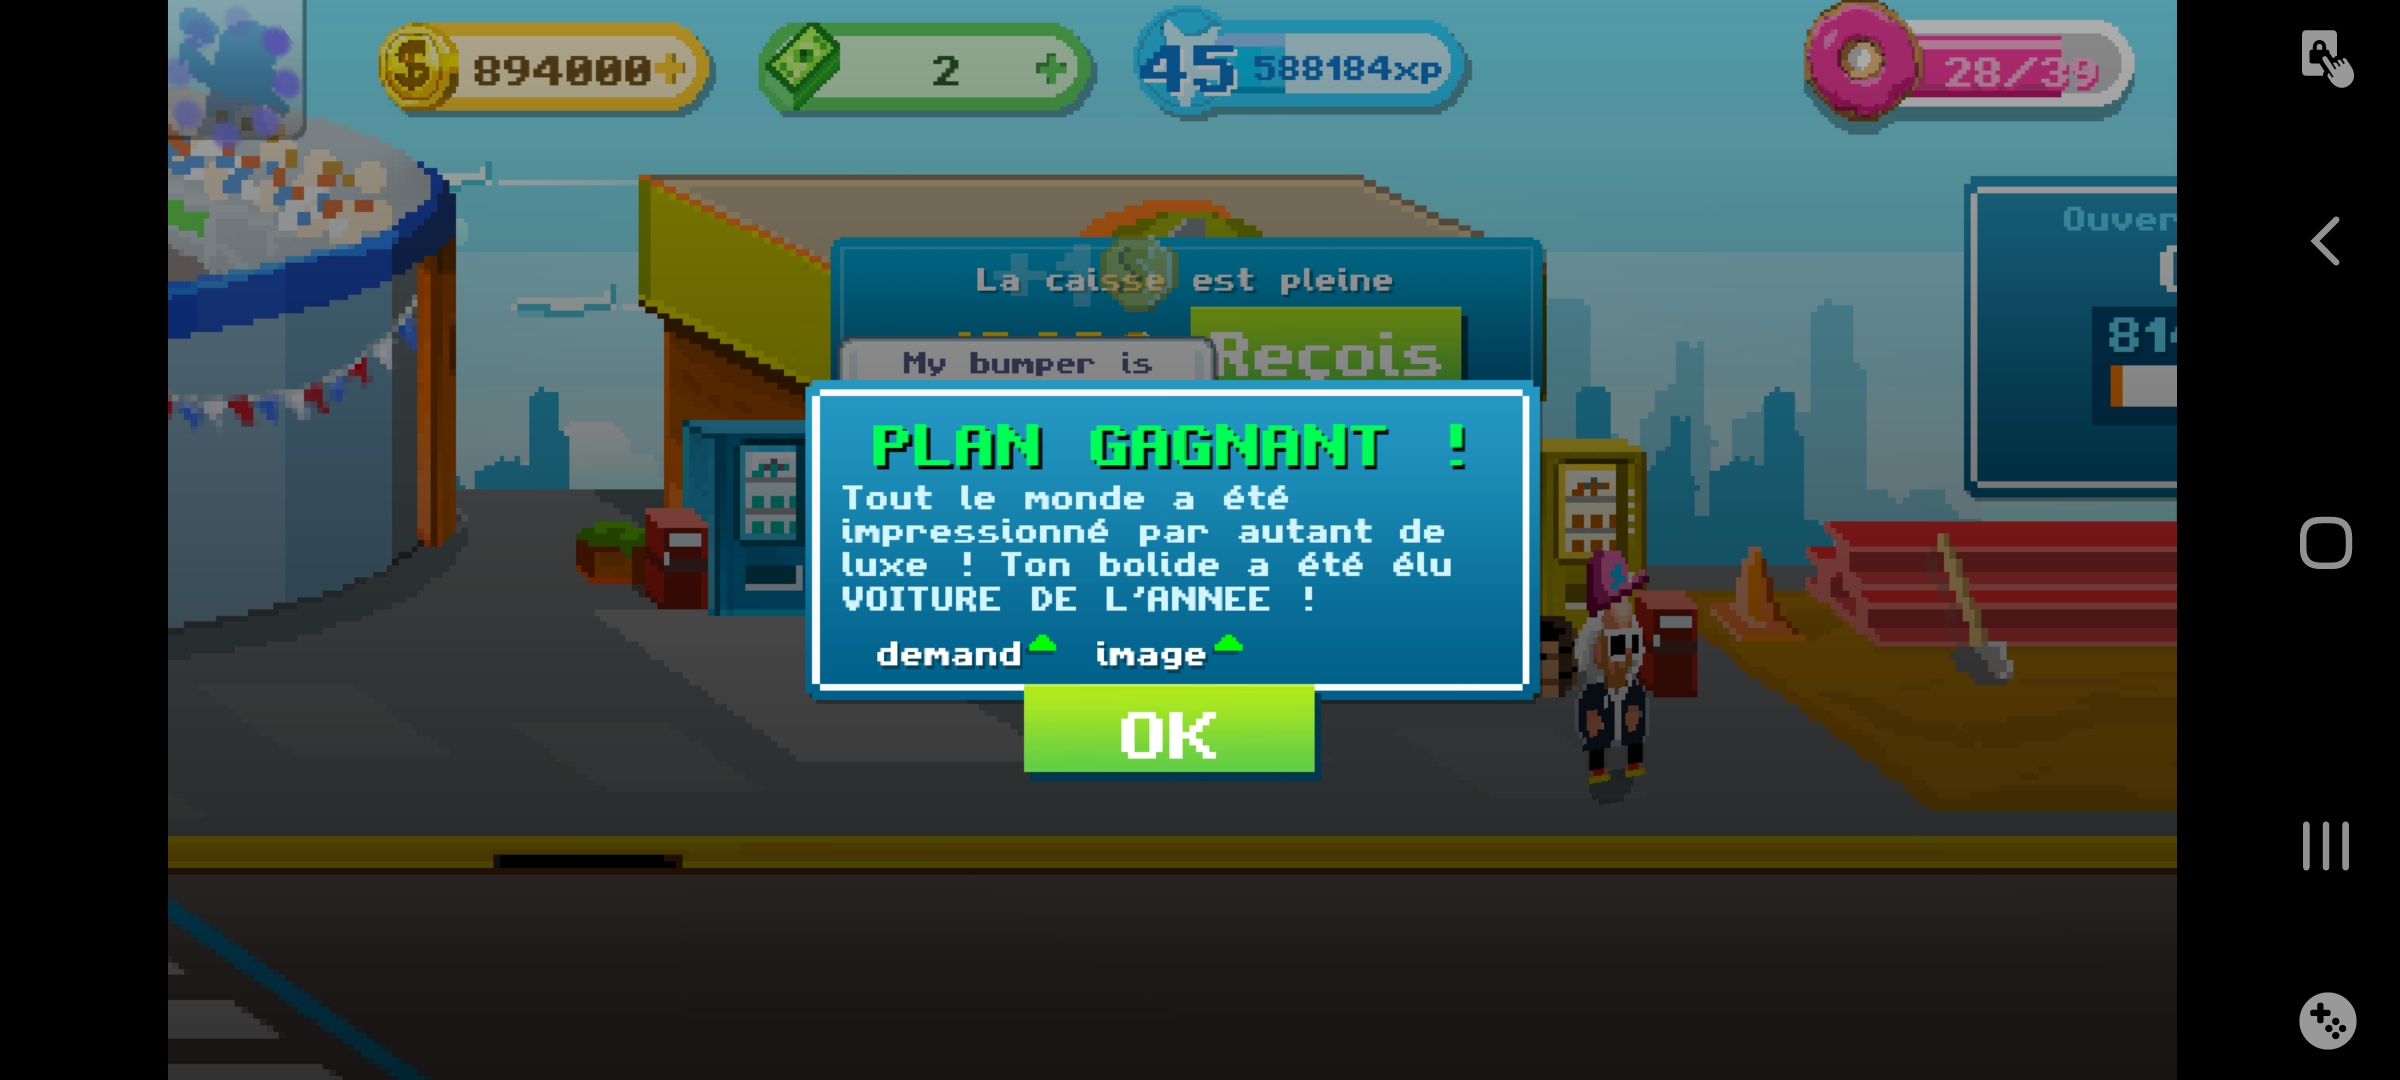 894000+
2 +
45 588184xp
28/39
Ouver
La caisse est pleine
Reçois
My bumper is
PLAN GAGNANT !
Tout le monde a été
impressionné par autant de
luxe ! Ton bolide a été élu
VOITURE DE L'ANNEE !
demand image
OK